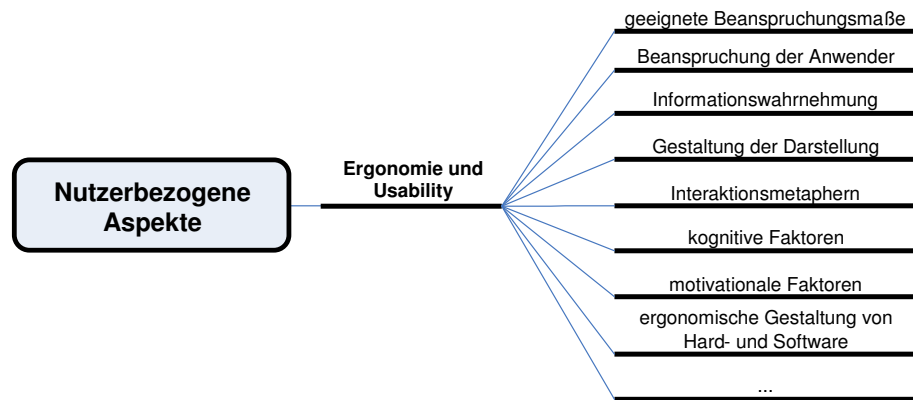 Nutzerbezogene
Aspekte
Ergonomie und
Usability
geeignete Beanspruchungsmaße
Beanspruchung der Anwender
Informationswahrnehmung
Gestaltung der Darstellung
Interaktionsmetaphern
kognitive Faktoren
motivationale Faktoren
ergonomische Gestaltung von
Hard- und Software
...